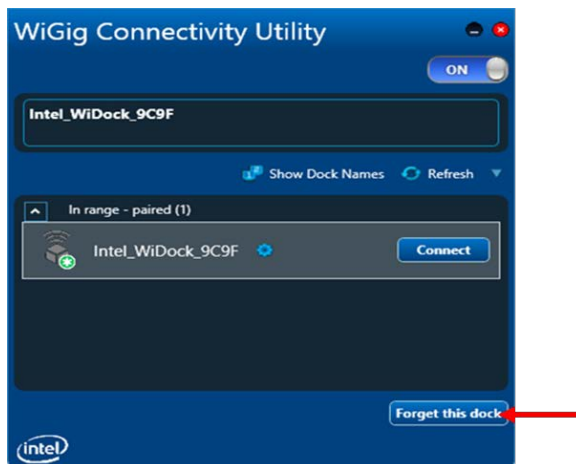 WiGig Connectivity Utility
ON
Intel_WiDock_9C9F
Show Dock Names Refresh
In range - paired (1)
Intel_WiDock_9C9F Connect
Forget this dock
intel